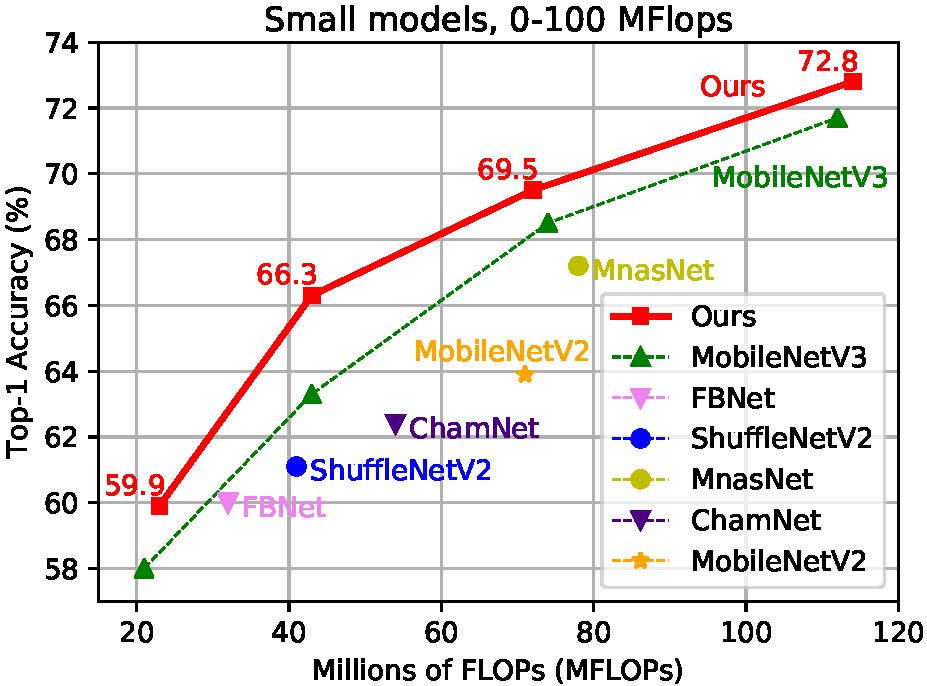 Small models, 0-100 MFlops
74
72
70
68
66
64
62
60
58
Top-1 Accuracy (%)
72.8
Ours
69.5
MobileNetV3
66.3
MnasNet
MobileNetV2
ChamNet
ShuffleNetV2
59.9
FBNet
Ours
MobileNetV3
FBNet
ShuffleNetV2
MnasNet
ChamNet
MobileNetV2
20 40 60 80 100 120
Millions of FLOPs (MFLOPs)